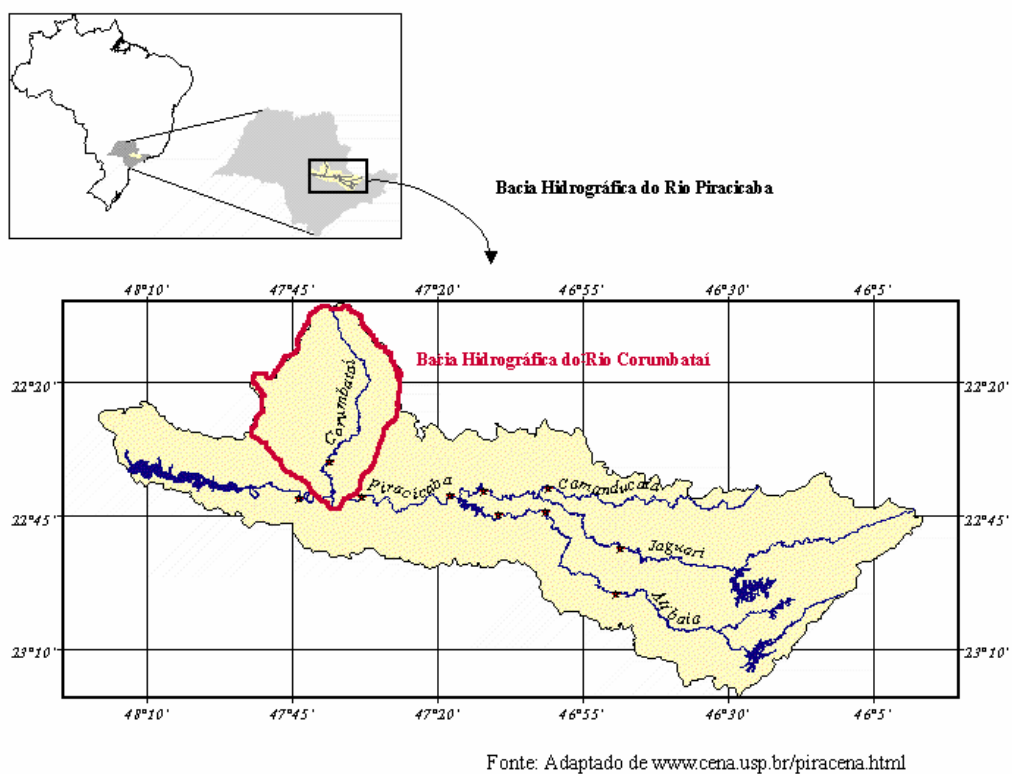 Bacia Hidrográfica do Rio Piracicaba
48°10' 47°45' 47°20' 46°55' 46°30' 46°5'
Bacia Hidrográfica do Rio Corumbataí
22°20' 22°20'
Corumbataí
Piracicaba
Camanducaia
22°45' 22°45'
Jaguari
Atibaia
23°10' 23°10'
48°10' 47°45' 47°20' 46°55' 46°30' 46°5'
Fonte: Adaptado de www.cena.usp.br/piracena.html